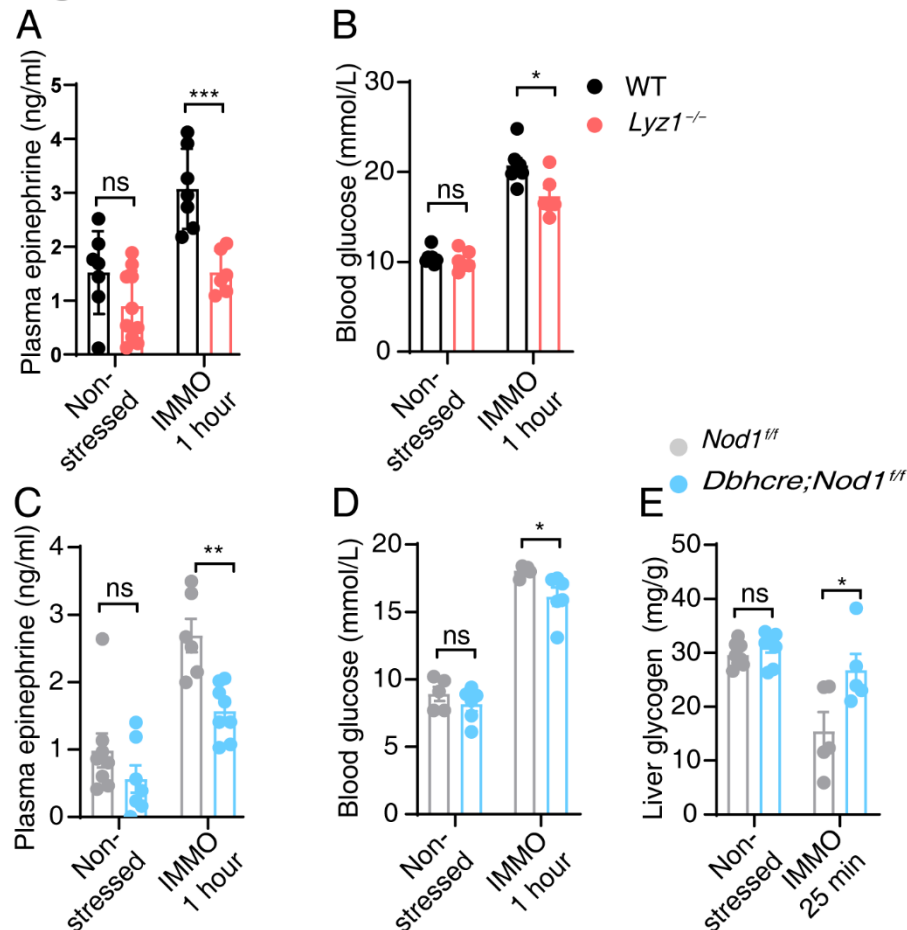 A
Plasma epinephrine (ng/ml)
5
4
3
2
1
0
ns
***
Non-
stressed
IMMO
1 hour
B
Blood glucose (mmol/L)
30
20
10
0
ns
*
Non-
stressed
IMMO
1 hour
WT
Lyz1⁻/⁻
Nod1f/f
Dbhcre;Nod1f/f
C
Plasma epinephrine (ng/ml)
4
3
2
1
0
ns
**
Non-
stressed
IMMO
1 hour
D
Blood glucose (mmol/L)
20
15
10
5
0
ns
*
Non-
stressed
IMMO
1 hour
E
Liver glycogen (mg/g)
50
40
30
20
10
0
ns
*
Non-
stressed
IMMO
25 min